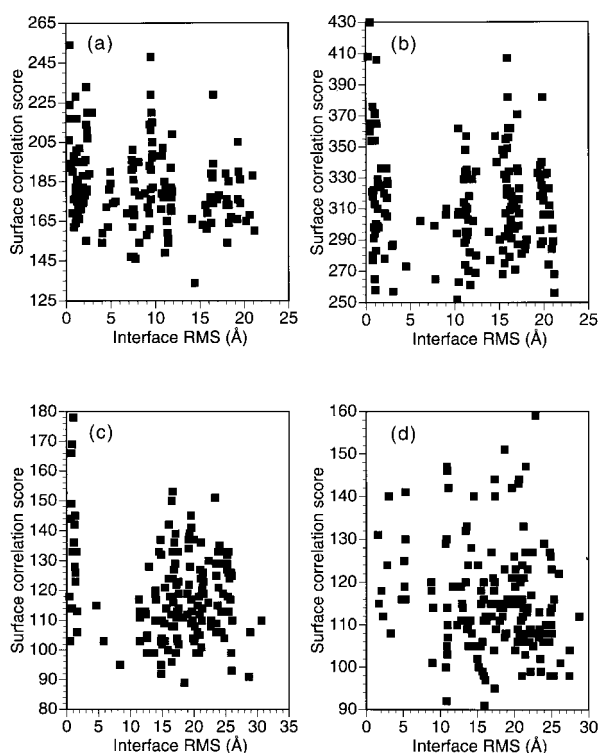 (a)
Surface correlation score
265
245
225
205
185
165
145
125
0 5 10 15 20 25
Interface RMS (Å)
(b)
Surface correlation score
430
410
390
370
350
330
310
290
270
250
0 5 10 15 20 25
Interface RMS (Å)
(c)
Surface correlation score
180
170
160
150
140
130
120
110
100
90
80
0 5 10 15 20 25 30 35
Interface RMS (Å)
(d)
Surface correlation score
160
150
140
130
120
110
100
90
0 5 10 15 20 25 30
Interface RMS (Å)